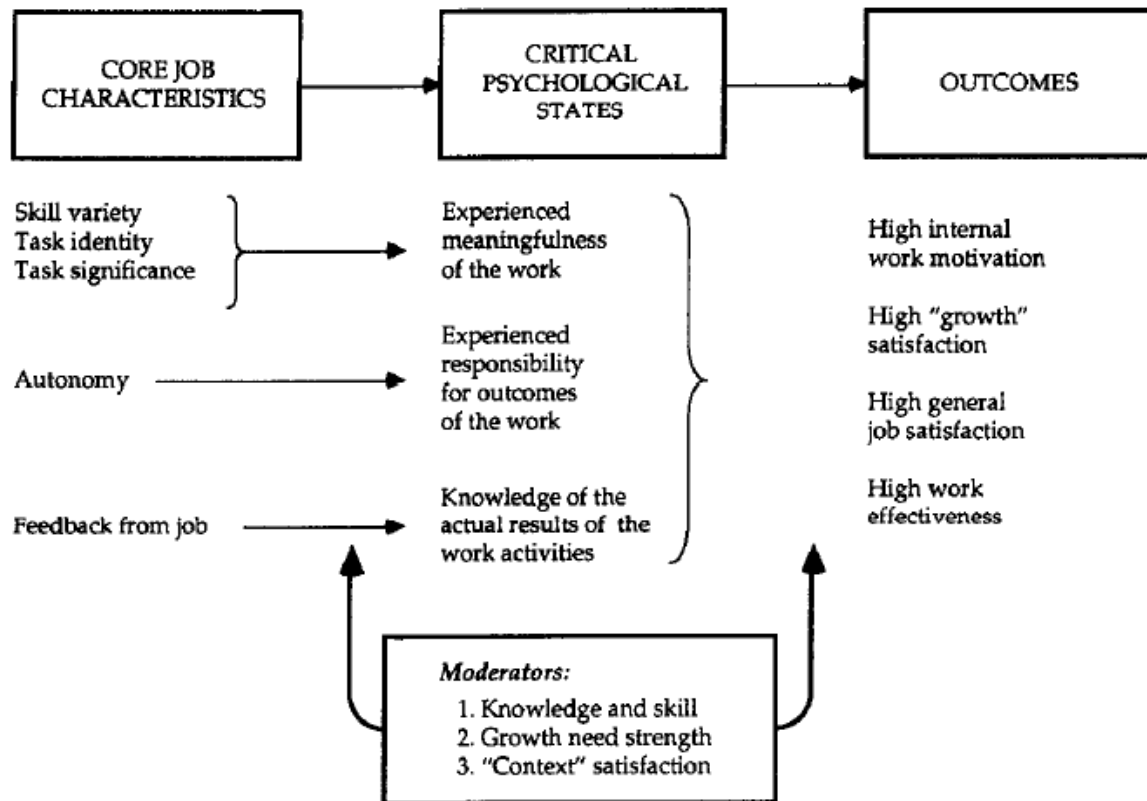 CORE JOB
CHARACTERISTICS
CRITICAL
PSYCHOLOGICAL
STATES
OUTCOMES
Skill variety
Task identity
Task significance
Experienced
meaningfulness
of the work
Autonomy
Experienced
responsibility
for outcomes
of the work
Feedback from job
Knowledge of the
actual results of the
work activities
High internal
work motivation
High "growth"
satisfaction
High general
job satisfaction
High work
effectiveness
Moderators:
1. Knowledge and skill
2. Growth need strength
3. "Context" satisfaction